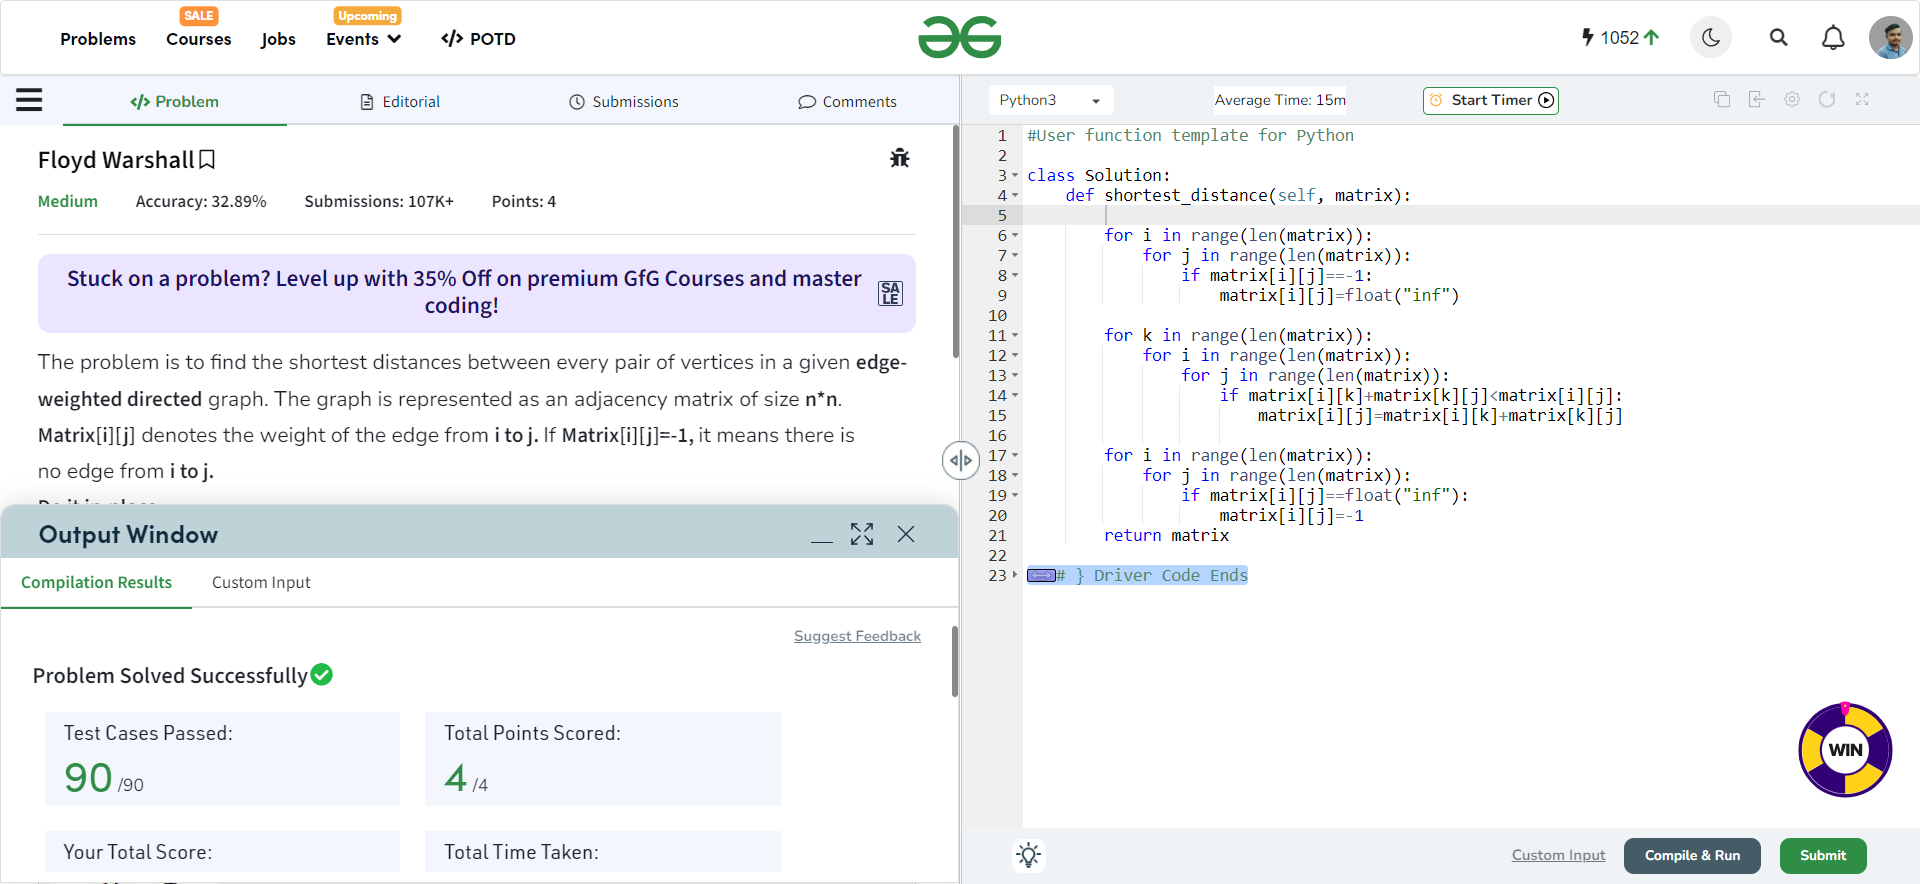 SALE
Upcoming
Problems Courses Jobs Events </> POTD
1052
</> Problem Editorial Submissions Comments
Floyd Warshall
Medium Accuracy: 32.89% Submissions: 107K+ Points: 4
Stuck on a problem? Level up with 35% Off on premium GfG Courses and master
coding!
SA
LE
The problem is to find the shortest distances between every pair of vertices in a given edge-
weighted directed graph. The graph is represented as an adjacency matrix of size n*n.
Matrix[i][j] denotes the weight of the edge from i to j. If Matrix[i][j]=-1, it means there is
no edge from i to j.
Output Window
Compilation Results Custom Input
Suggest Feedback
Problem Solved Successfully
Test Cases Passed:
90 /90
Total Points Scored:
4 /4
Your Total Score:
Total Time Taken:
Python3 Average Time: 15m Start Timer
1 #User function template for Python
2
3 class Solution:
4 def shortest_distance(self, matrix):
5
6 for i in range(len(matrix)):
7 for j in range(len(matrix)):
8 if matrix[i][j]==-1:
9 matrix[i][j]=float("inf")
10
11 for k in range(len(matrix)):
12 for i in range(len(matrix)):
13 for j in range(len(matrix)):
14 if matrix[i][k]+matrix[k][j]<matrix[i][j]:
15 matrix[i][j]=matrix[i][k]+matrix[k][j]
16
17 for i in range(len(matrix)):
18 for j in range(len(matrix)):
19 if matrix[i][j]==float("inf"):
20 matrix[i][j]=-1
21 return matrix
22
23 # } Driver Code Ends
WIN
Custom Input Compile & Run Submit